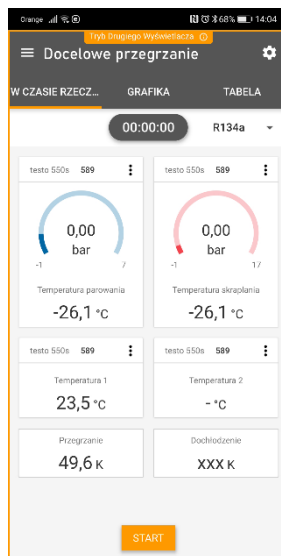 Orange 68% 14:04
Tryb Drugiego Wyświetlacza
Docelowe przegrzanie
W CZASIE RZECZ... GRAFIKA TABELA
00:00:00 R134a
testo 550s 589 testo 550s 589
0,00 0,00
bar bar
-1 7 -1 17
Temperatura parowania Temperatura skraplania
-26,1 °C -26,1 °C
testo 550s 589 testo 550s 589
Temperatura 1 Temperatura 2
23,5 °C - °C
Przegrzanie Dochłodzenie
49,6 K XXX K
START